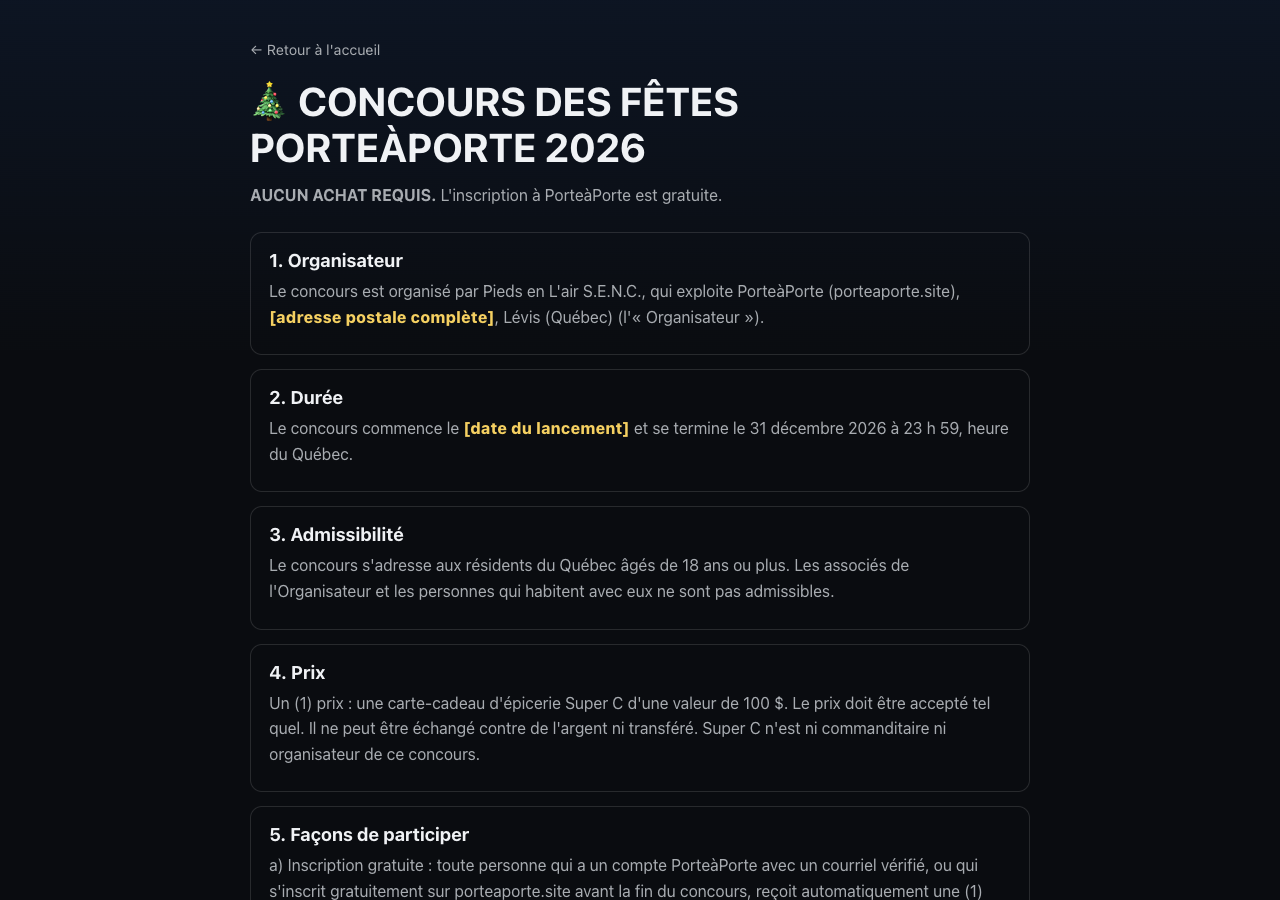 ← Retour à l'accueil
🎄 CONCOURS DES FÊTES
PORTEÀPORTE 2026
AUCUN ACHAT REQUIS. L'inscription à PorteàPorte est gratuite.
1. Organisateur
Le concours est organisé par Pieds en L'air S.E.N.C., qui exploite PorteàPorte (porteaporte.site),
[adresse postale complète], Lévis (Québec) (l'« Organisateur »).
2. Durée
Le concours commence le [date du lancement] et se termine le 31 décembre 2026 à 23 h 59, heure
du Québec.
3. Admissibilité
Le concours s'adresse aux résidents du Québec âgés de 18 ans ou plus. Les associés de
l'Organisateur et les personnes qui habitent avec eux ne sont pas admissibles.
4. Prix
Un (1) prix : une carte-cadeau d'épicerie Super C d'une valeur de 100 $. Le prix doit être accepté tel
quel. Il ne peut être échangé contre de l'argent ni transféré. Super C n'est ni commanditaire ni
organisateur de ce concours.
5. Façons de participer
a) Inscription gratuite : toute personne qui a un compte PorteàPorte avec un courriel vérifié, ou qui
s'inscrit gratuitement sur porteaporte.site avant la fin du concours, reçoit automatiquement une (1)